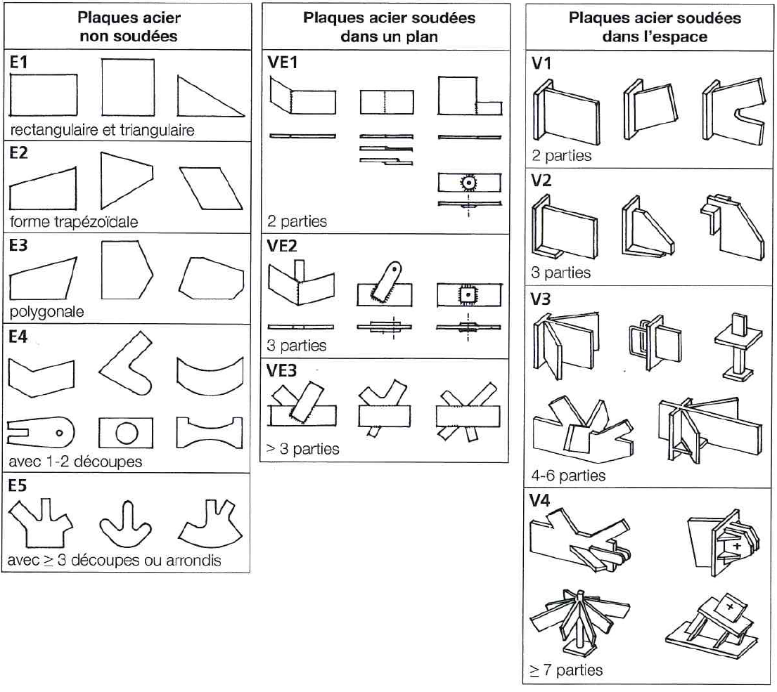 Plaques acier
non soudées
E1
rectangulaire et triangulaire
E2
forme trapézoïdale
E3
polygonale
E4
avec 1-2 découpes
E5
avec ≥ 3 découpes ou arrondis
Plaques acier soudées
dans un plan
VE1
2 parties
VE2
3 parties
VE3
> 3 parties
Plaques acier soudées
dans l'espace
V1
2 parties
V2
3 parties
V3
4-6 parties
V4
≥ 7 parties